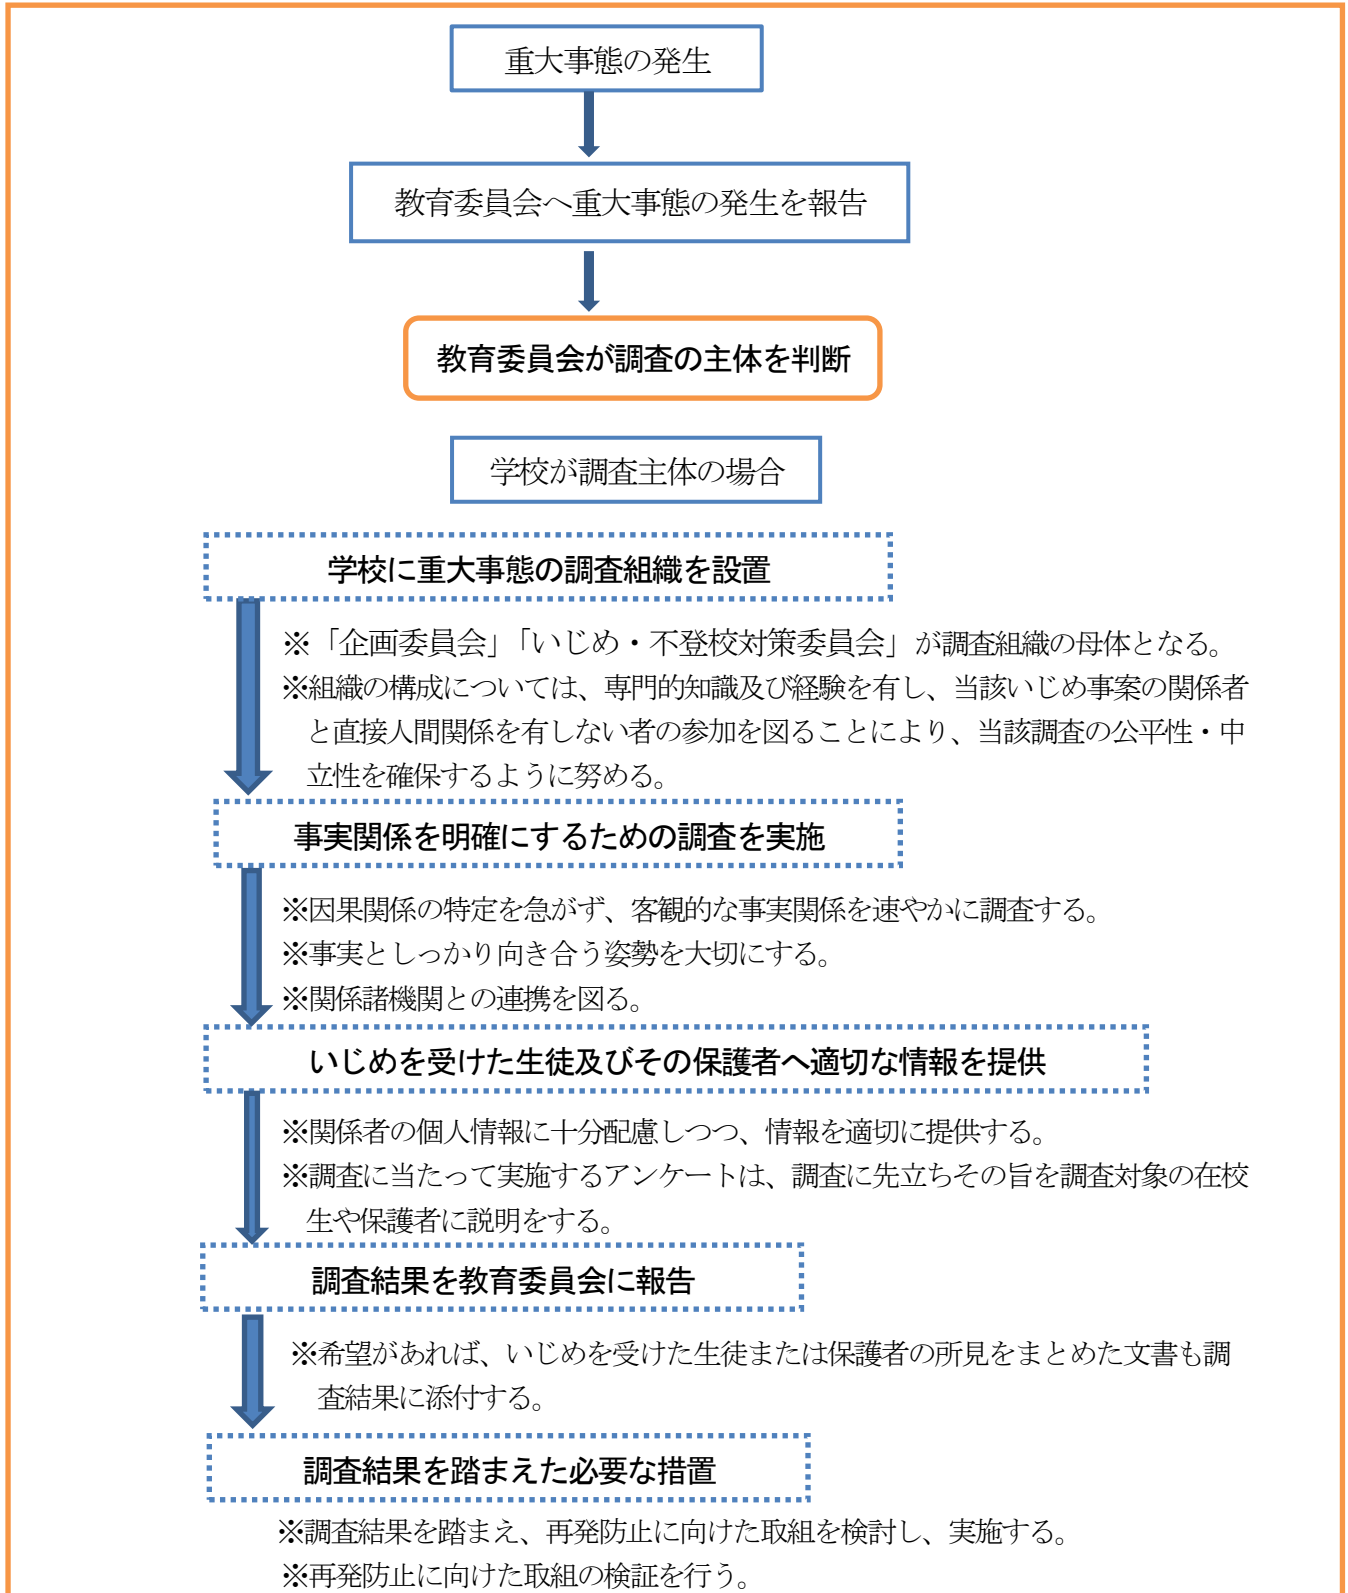 重大事態の発生
教育委員会へ重大事態の発生を報告
教育委員会が調査の主体を判断
学校が調査主体の場合
学校に重大事態の調査組織を設置
※「企画委員会」「いじめ・不登校対策委員会」が調査組織の母体となる。
※組織の構成については、専門的知識及び経験を有し、当該いじめ事案の関係者
と直接人間関係を有しない者の参加を図ることにより、当該調査の公平性・中
立性を確保するように努める。
事実関係を明確にするための調査を実施
※因果関係の特定を急がず、客観的な事実関係を速やかに調査する。
※事実としっかり向き合う姿勢を大切にする。
※関係諸機関との連携を図る。
いじめを受けた生徒及びその保護者へ適切な情報を提供
※関係者の個人情報に十分配慮しつつ、情報を適切に提供する。
※調査に当たって実施するアンケートは、調査に先立ちその旨を調査対象の在校
生や保護者に説明をする。
調査結果を教育委員会に報告
※希望があれば、いじめを受けた生徒または保護者の所見をまとめた文書も調
査結果に添付する。
調査結果を踏まえた必要な措置
※調査結果を踏まえ、再発防止に向けた取組を検討し、実施する。
※再発防止に向けた取組の検証を行う。